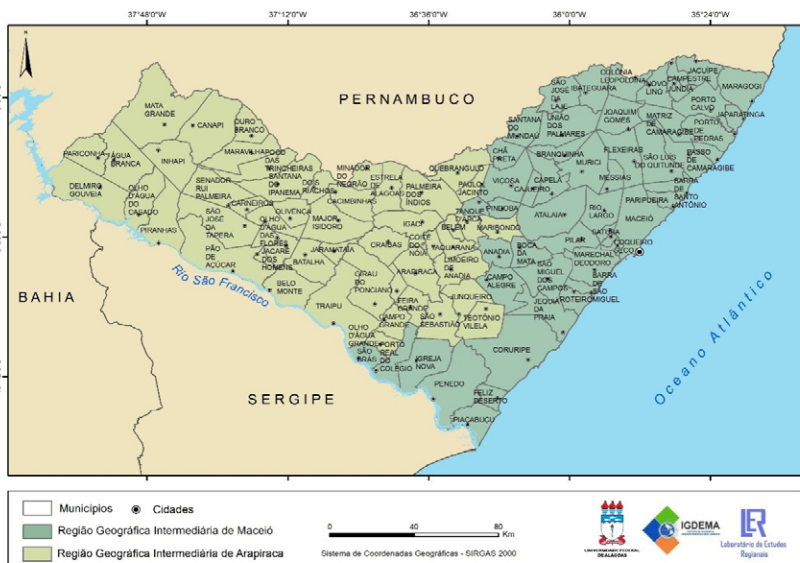 37°48'0"W 37°12'0"W 36°36'0"W 36°0'0"W 35°24'0"W
N
PERNAMBUCO
BAHIA
SERGIPE
Rio São Francisco
Oceano Atlântico
MATA
GRANDE
CANAPI
OURO
BRANCO
PARICONHA
ÁGUA
BRANCA
INHAPI
MARAVILHA
POÇO
DAS
TRINCHEIRAS
DELMIRO
GOUVEIA
OLHO
D'ÁGUA
DO
CASADO
PIRANHAS
SENADOR
RUI
PALMEIRA
SANTANA
DO
IPANEMA
DOIS
RIACHOS
MINADOR
DO
NEGRÃO
CACIMBINHAS
ESTRELA
DE
ALAGOAS
PALMEIRA
DOS
ÍNDIOS
QUEBRANGULO
PAULO
JACINTO
CARNEIROS
SÃO
JOSÉ
DA
TAPERA
OLIVENÇA
OLHO
D'ÁGUA
DAS
FLORES
MAJOR
ISIDORO
PÃO
DE
AÇÚCAR
JACARÉ
DOS
HOMENS
BATALHA
JARAMATAIA
BELO
MONTE
TRAIPU
CRAÍBAS
IGACI
COITÉ
DO
NÓIA
TANQUE
D'ARCA
BELÉM
TAQUARANA
MARIBONDO
LIMOEIRO
DE
ANADIA
ARAPIRACA
GIRAU
DO
PONCIANO
FEIRA
GRANDE
CAMPO
GRANDE
SÃO
SEBASTIÃO
JUNQUEIRO
TEOTÔNIO
VILELA
OLHO
D'ÁGUA
GRANDE
SÃO
BRÁS
PORTO
REAL
DO
COLÉGIO
IGREJA
NOVA
PENEDO
PIAÇABUÇU
FELIZ
DESERTO
CORURIPE
JEQUIÁ
DA
PRAIA
CAMPO
ALEGRE
ANADIA
BOCA
DA
MATA
SÃO
MIGUEL
DOS
CAMPOS
ROTEIRO
BARRA
DE
SÃO
MIGUEL
MARECHAL
DEODORO
PILAR
ATALAIA
PINDOBA
VIÇOSA
CAJUEIRO
CAPELA
CHÃ
PRETA
SANTANA
DO
MUNDAÚ
SÃO
JOSÉ
DA
LAJE
UNIÃO
DOS
PALMARES
IBATEGUARA
COLÔNIA
LEOPOLDINA
NOVO
LINO
CAMPESTRE
JUNDIÁ
JACUIPE
MARAGOGI
PORTO
CALVO
JAPARATINGA
PORTO
DE
PEDRAS
JOAQUIM
GOMES
MATRIZ
DE
CAMARAGIBE
PASSO
DE
CAMARAGIBE
BRANQUINHA
MURICI
FLEXEIRAS
SÃO LUÍS
DO QUITUNDE
MESSIAS
BARRA
DE
SANTO
ANTÔNIO
PARIPUEIRA
RIO
LARGO
MACEIÓ
SATUBA
COQUEIRO
SECO
Municípios Cidades
Região Geográfica Intermediária de Maceió
Região Geográfica Intermediária de Arapiraca
0 40 80
Km
Sistema de Coordenadas Geográficas - SIRGAS 2000
UNIVERSIDADE FEDERAL
DE ALAGOAS
IGDEMA
LER
Laboratório de Estudos
Regionais